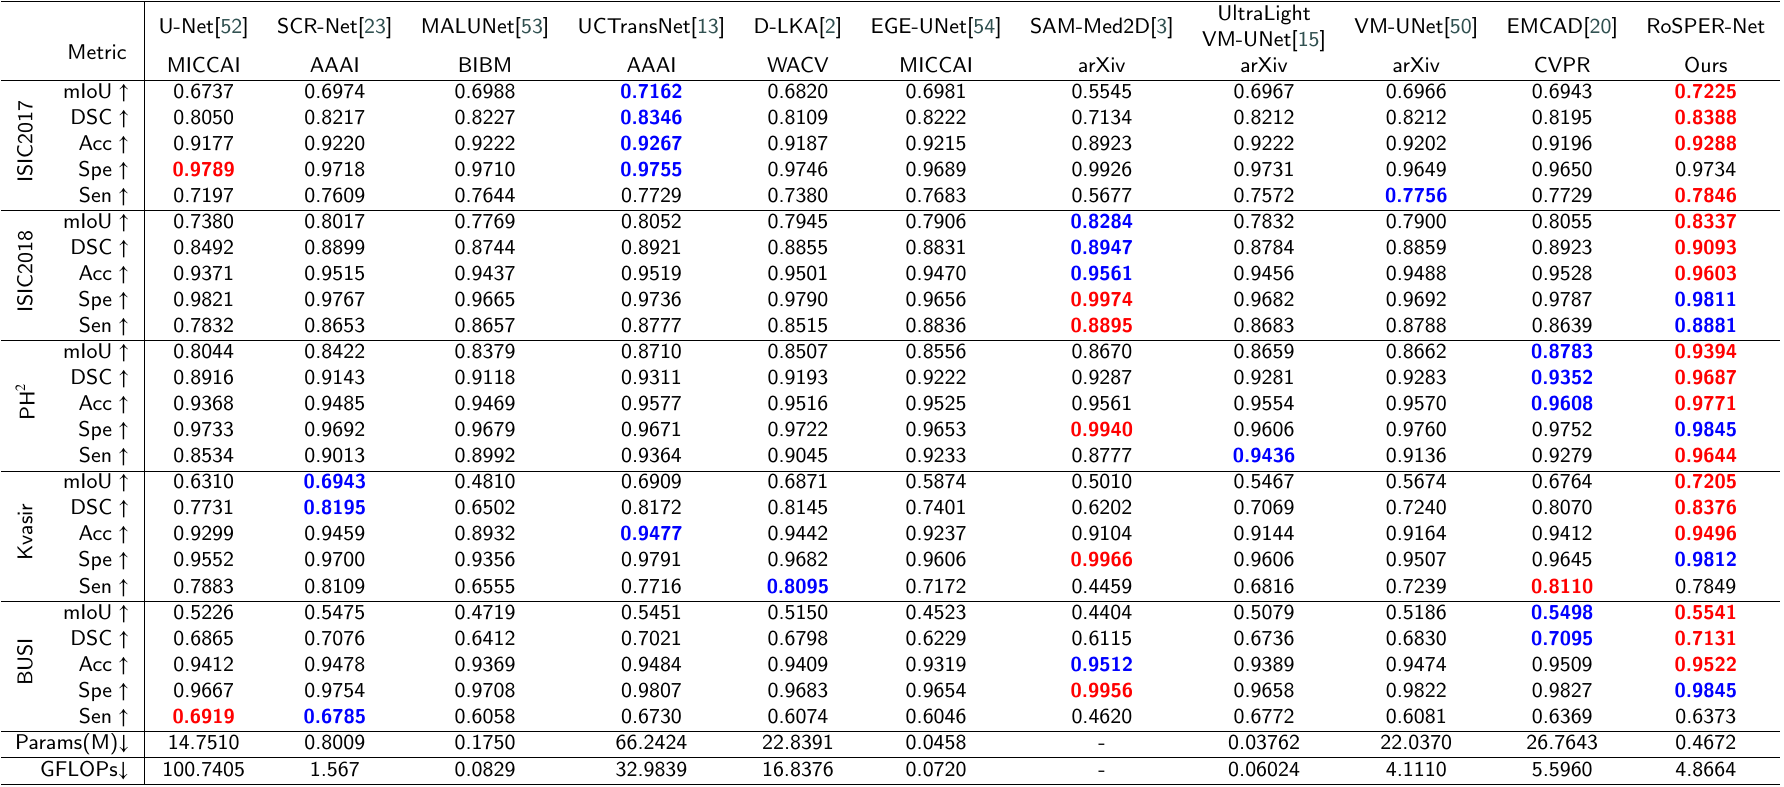 Metric U-Net[52] SCR-Net[23] MALUNet[53] UCTransNet[13] D-LKA[2] EGE-UNet[54] SAM-Med2D[3] UltraLight VM-UNet[15] VM-UNet[50] EMCAD[20] RoSPER-Net
MICCAI AAAI BIBM AAAI WACV MICCAI arXiv arXiv arXiv CVPR Ours
ISIC2017
mIoU ↑ 0.6737 0.6974 0.6988 0.7162 0.6820 0.6981 0.5545 0.6967 0.6966 0.6943 0.7225
DSC ↑ 0.8050 0.8217 0.8227 0.8346 0.8109 0.8222 0.7134 0.8212 0.8212 0.8195 0.8388
Acc ↑ 0.9177 0.9220 0.9222 0.9267 0.9187 0.9215 0.8923 0.9222 0.9202 0.9196 0.9288
Spe ↑ 0.9789 0.9718 0.9710 0.9755 0.9746 0.9689 0.9926 0.9731 0.9649 0.9650 0.9734
Sen ↑ 0.7197 0.7609 0.7644 0.7729 0.7380 0.7683 0.5677 0.7572 0.7756 0.7729 0.7846
ISIC2018
mIoU ↑ 0.7380 0.8017 0.7769 0.8052 0.7945 0.7906 0.8284 0.7832 0.7900 0.8055 0.8337
DSC ↑ 0.8492 0.8899 0.8744 0.8921 0.8855 0.8831 0.8947 0.8784 0.8859 0.8923 0.9093
Acc ↑ 0.9371 0.9515 0.9437 0.9519 0.9501 0.9470 0.9561 0.9456 0.9488 0.9528 0.9603
Spe ↑ 0.9821 0.9767 0.9665 0.9736 0.9790 0.9656 0.9974 0.9682 0.9692 0.9787 0.9811
Sen ↑ 0.7832 0.8653 0.8657 0.8777 0.8515 0.8836 0.8895 0.8683 0.8788 0.8639 0.8881
PH²
mIoU ↑ 0.8044 0.8422 0.8379 0.8710 0.8507 0.8556 0.8670 0.8659 0.8662 0.8783 0.9394
DSC ↑ 0.8916 0.9143 0.9118 0.9311 0.9193 0.9222 0.9287 0.9281 0.9283 0.9352 0.9687
Acc ↑ 0.9368 0.9485 0.9469 0.9577 0.9516 0.9525 0.9561 0.9554 0.9570 0.9608 0.9771
Spe ↑ 0.9733 0.9692 0.9679 0.9671 0.9722 0.9653 0.9940 0.9606 0.9760 0.9752 0.9845
Sen ↑ 0.8534 0.9013 0.8992 0.9364 0.9045 0.9233 0.8777 0.9436 0.9136 0.9279 0.9644
Kvasir
mIoU ↑ 0.6310 0.6943 0.4810 0.6909 0.6871 0.5874 0.5010 0.5467 0.5674 0.6764 0.7205
DSC ↑ 0.7731 0.8195 0.6502 0.8172 0.8145 0.7401 0.6202 0.7069 0.7240 0.8070 0.8376
Acc ↑ 0.9299 0.9459 0.8932 0.9477 0.9442 0.9237 0.9104 0.9144 0.9164 0.9412 0.9496
Spe ↑ 0.9552 0.9700 0.9356 0.9791 0.9682 0.9606 0.9966 0.9606 0.9507 0.9645 0.9812
Sen ↑ 0.7883 0.8109 0.6555 0.7716 0.8095 0.7172 0.4459 0.6816 0.7239 0.8110 0.7849
BUSI
mIoU ↑ 0.5226 0.5475 0.4719 0.5451 0.5150 0.4523 0.4404 0.5079 0.5186 0.5498 0.5541
DSC ↑ 0.6865 0.7076 0.6412 0.7021 0.6798 0.6229 0.6115 0.6736 0.6830 0.7095 0.7131
Acc ↑ 0.9412 0.9478 0.9369 0.9484 0.9409 0.9319 0.9512 0.9389 0.9474 0.9509 0.9522
Spe ↑ 0.9667 0.9754 0.9708 0.9807 0.9683 0.9654 0.9956 0.9658 0.9822 0.9827 0.9845
Sen ↑ 0.6919 0.6785 0.6058 0.6730 0.6074 0.6046 0.4620 0.6772 0.6081 0.6369 0.6373
Params(M)↓ 14.7510 0.8009 0.1750 66.2424 22.8391 0.0458 - 0.03762 22.0370 26.7643 0.4672
GFLOPs↓ 100.7405 1.567 0.0829 32.9839 16.8376 0.0720 - 0.06024 4.1110 5.5960 4.8664